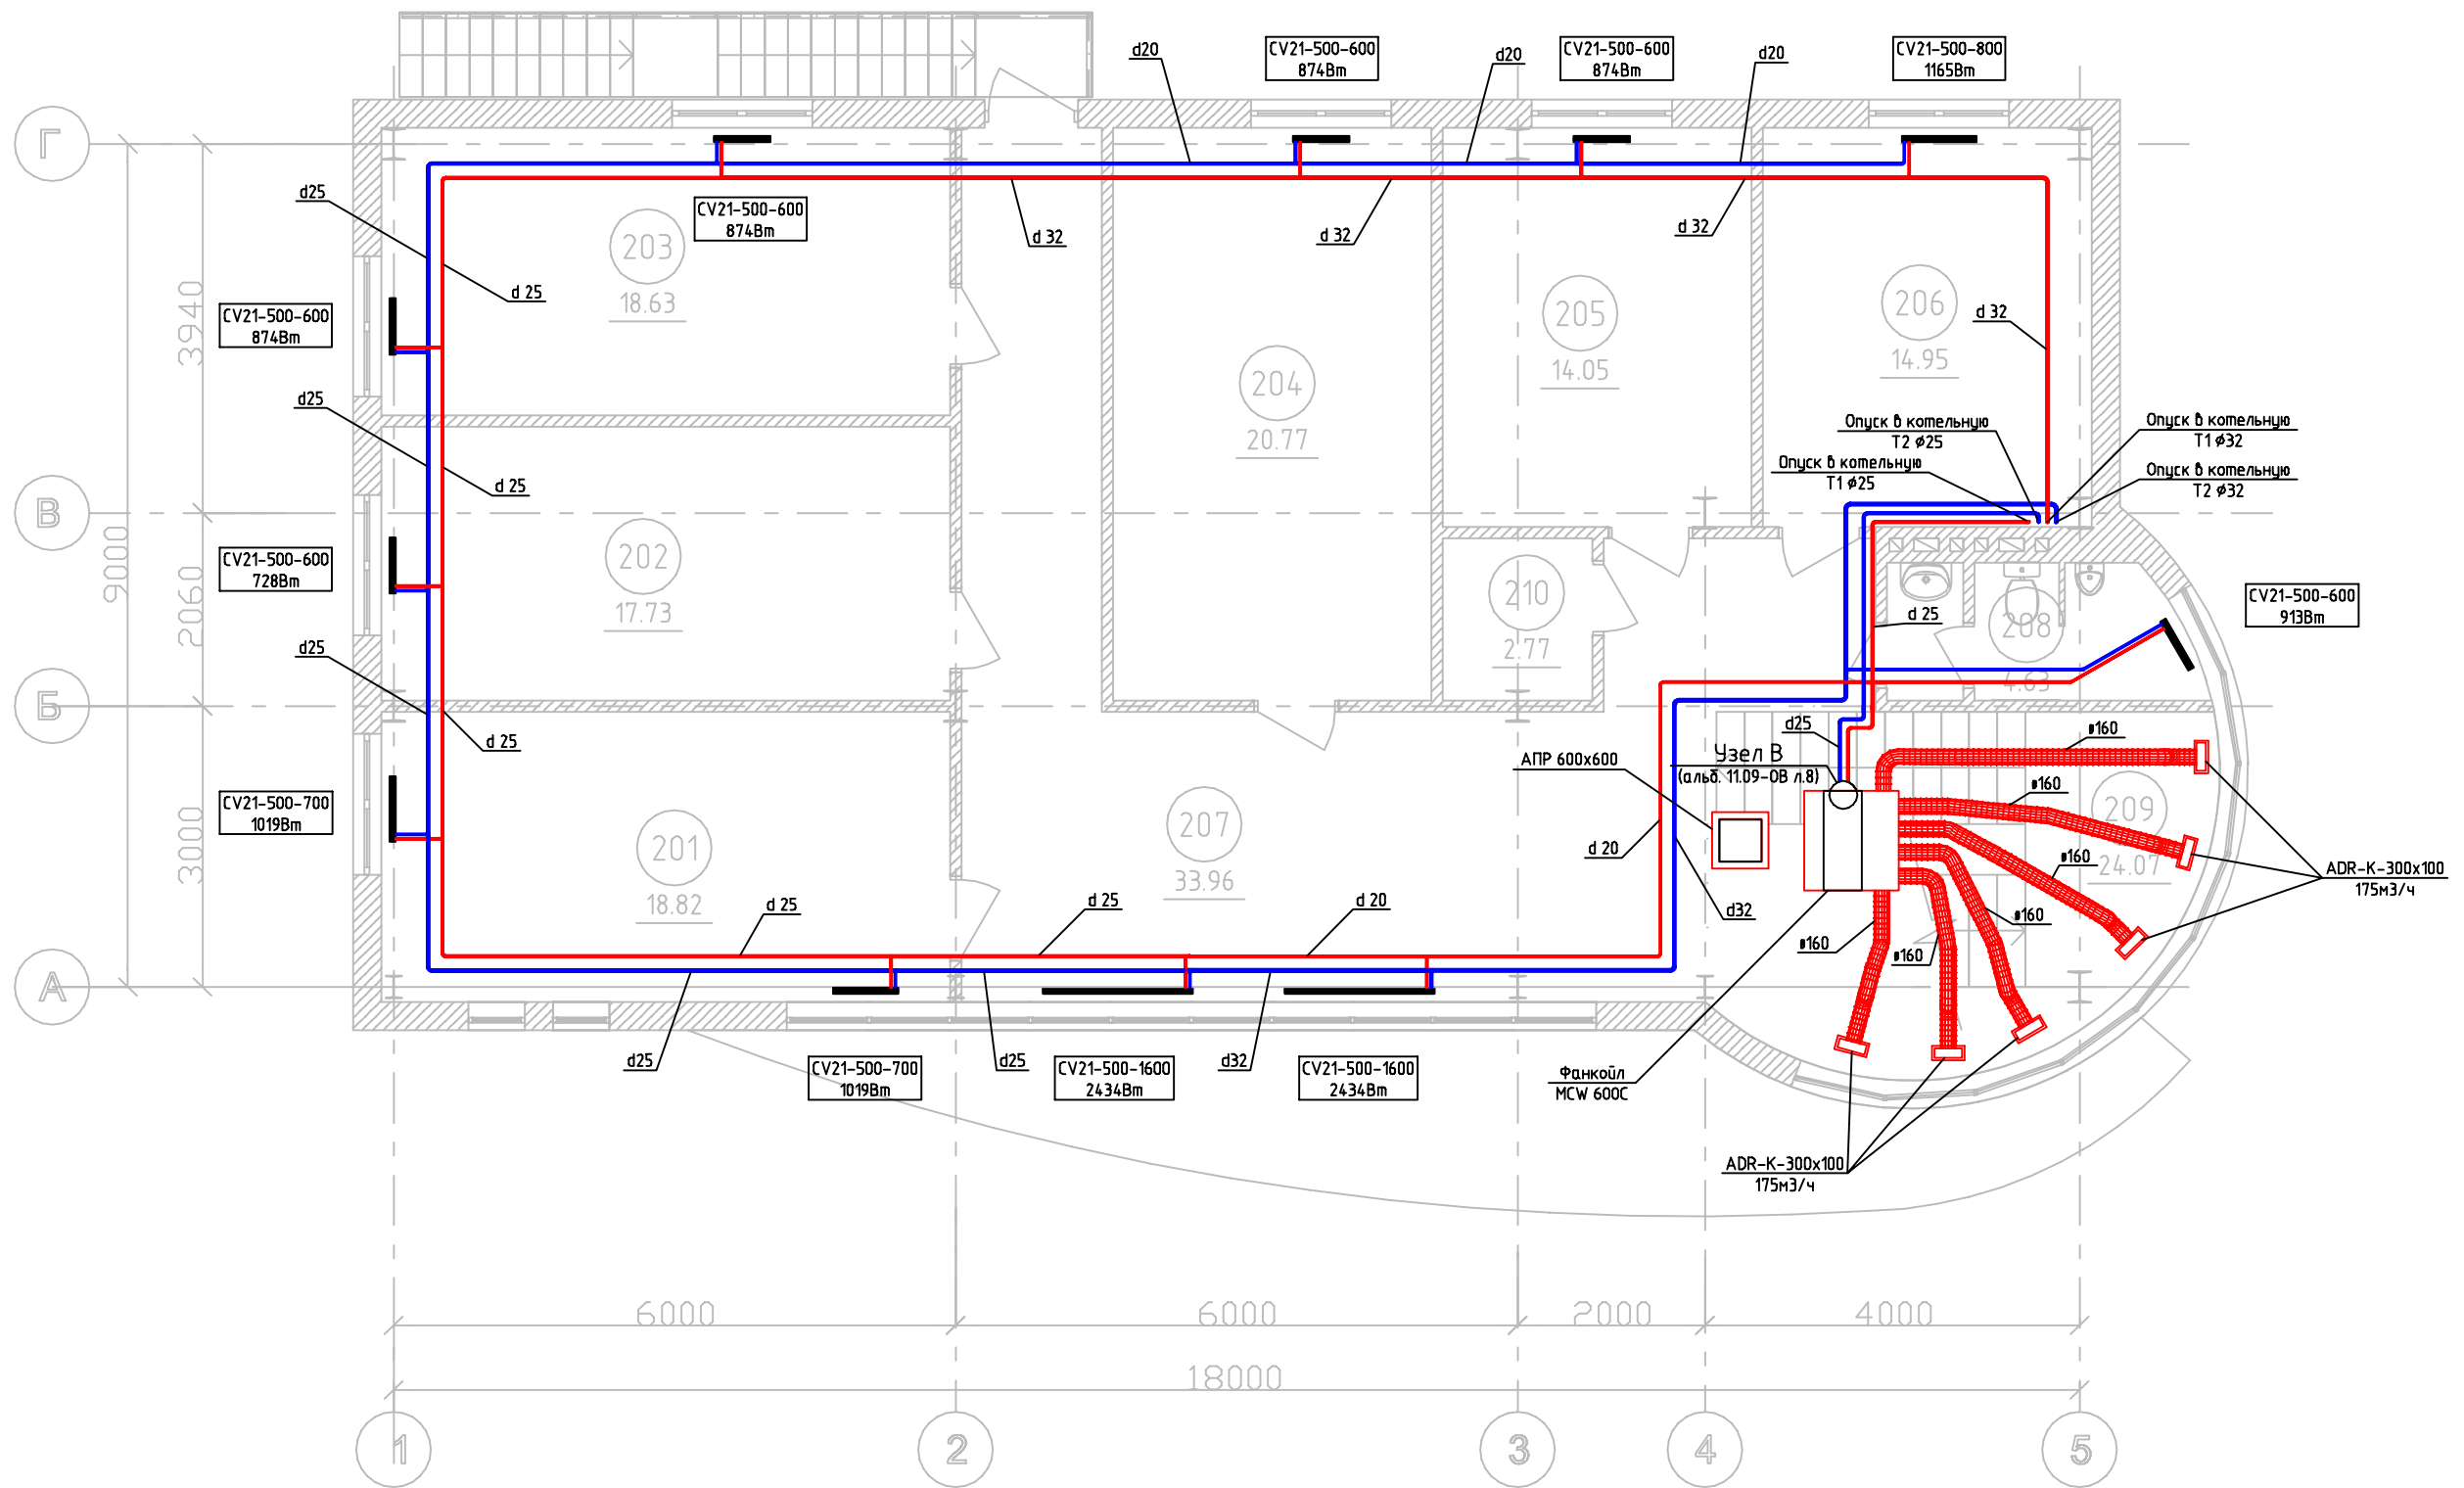 d20
CV21-500-600
874Вт
d20
CV21-500-600
874Вт
d20
CV21-500-800
1165Вт
Г
d25
CV21-500-600
874Вт
203
18.63
d 32
d 32
d 32
d 25
CV21-500-600
874Вт
3940
205
14.05
206
14.95
d 32
204
20.77
d25
Опуск в котельную
Т2 ø25
Опуск в котельную
Т1 ø32
Опуск в котельную
Т1 ø25
Опуск в котельную
Т2 ø32
d 25
В
9000
CV21-500-600
728Вт
202
17.73
2060
210
2.77
d 25
208
4.63
CV21-500-600
913Вт
d25
Б
d 25
d25
Узел В
(альб. 11.09-ОВ л.8)
АПР 600х600
ø160
ø160
CV21-500-700
1019Вт
3000
201
18.82
207
33.96
d 20
209
24.07
ø160
ADR-K-300x100
175м3/ч
d 25
d 25
d 20
d32
ø160
ø160
ø160
А
d25
CV21-500-700
1019Вт
d25
CV21-500-1600
2434Вт
d32
CV21-500-1600
2434Вт
Фанкойл
MCW 600C
ADR-K-300x100
175м3/ч
6000
6000
2000
4000
18000
1
2
3
4
5